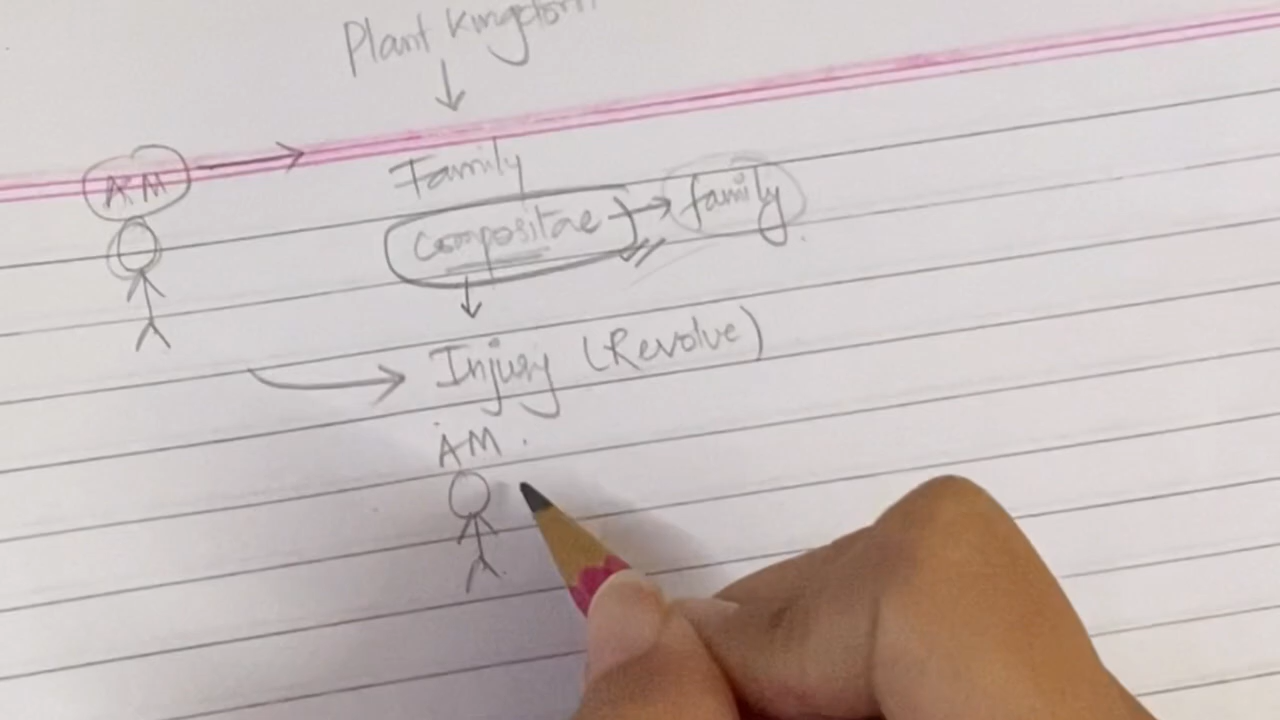 Plant Kingdom
AM
Family
compositae → family
Injury (Revolve)
AM